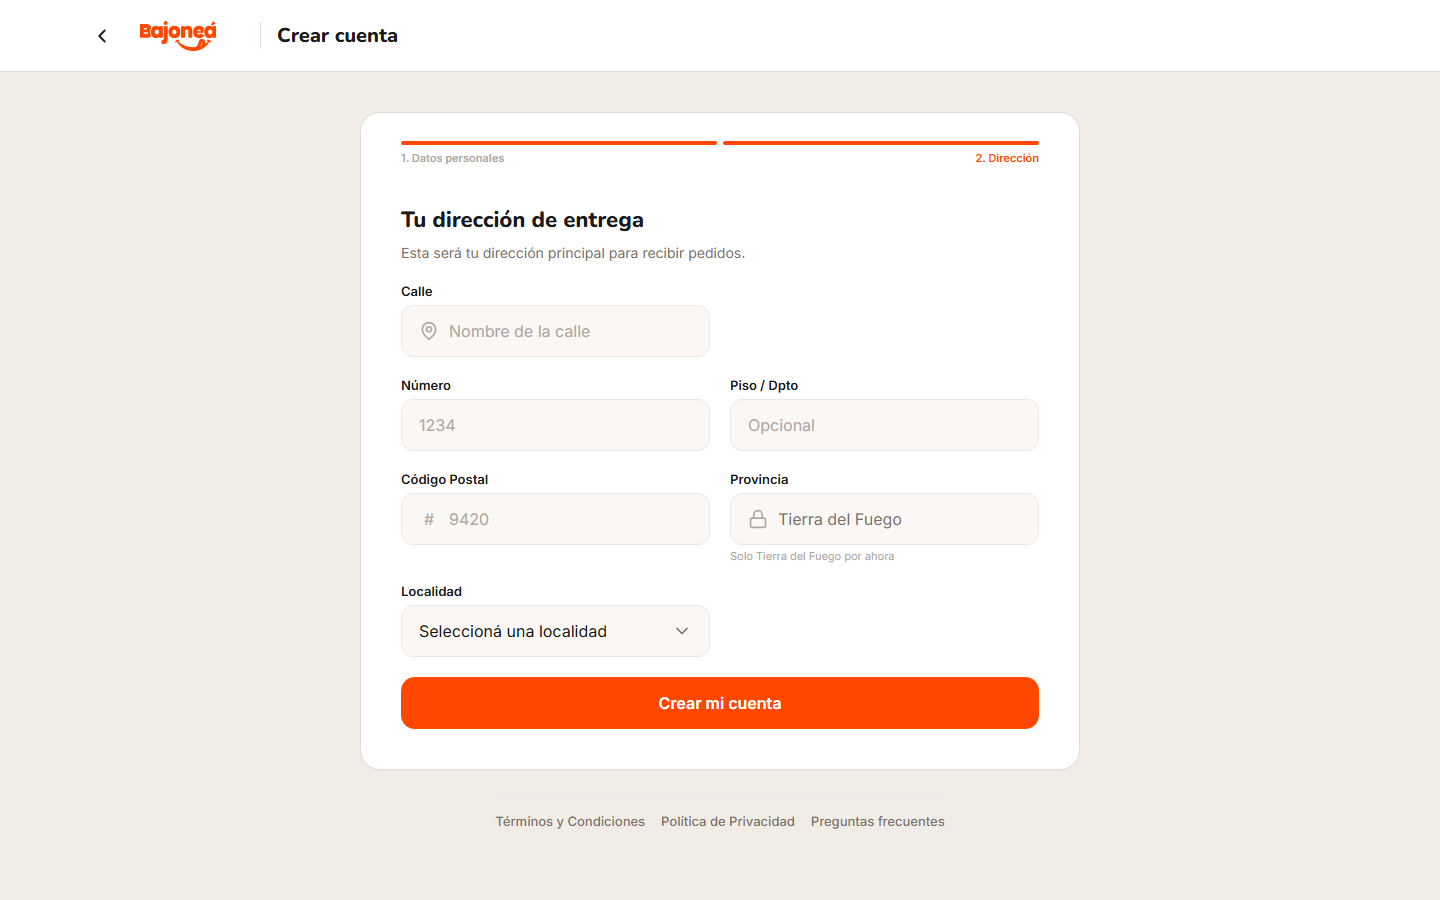 Bajoneá
Crear cuenta
1. Datos personales
2. Dirección
Tu dirección de entrega
Esta será tu dirección principal para recibir pedidos.
Calle
Nombre de la calle
Número
Piso / Dpto
1234
Opcional
Código Postal
Provincia
# 9420
Tierra del Fuego
Solo Tierra del Fuego por ahora
Localidad
Seleccioná una localidad
Crear mi cuenta
Términos y Condiciones Política de Privacidad Preguntas frecuentes